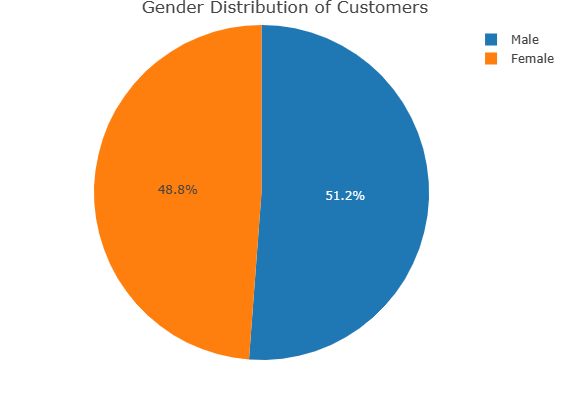 Gender Distribution of Customers
Male
Female
48.8%
51.2%